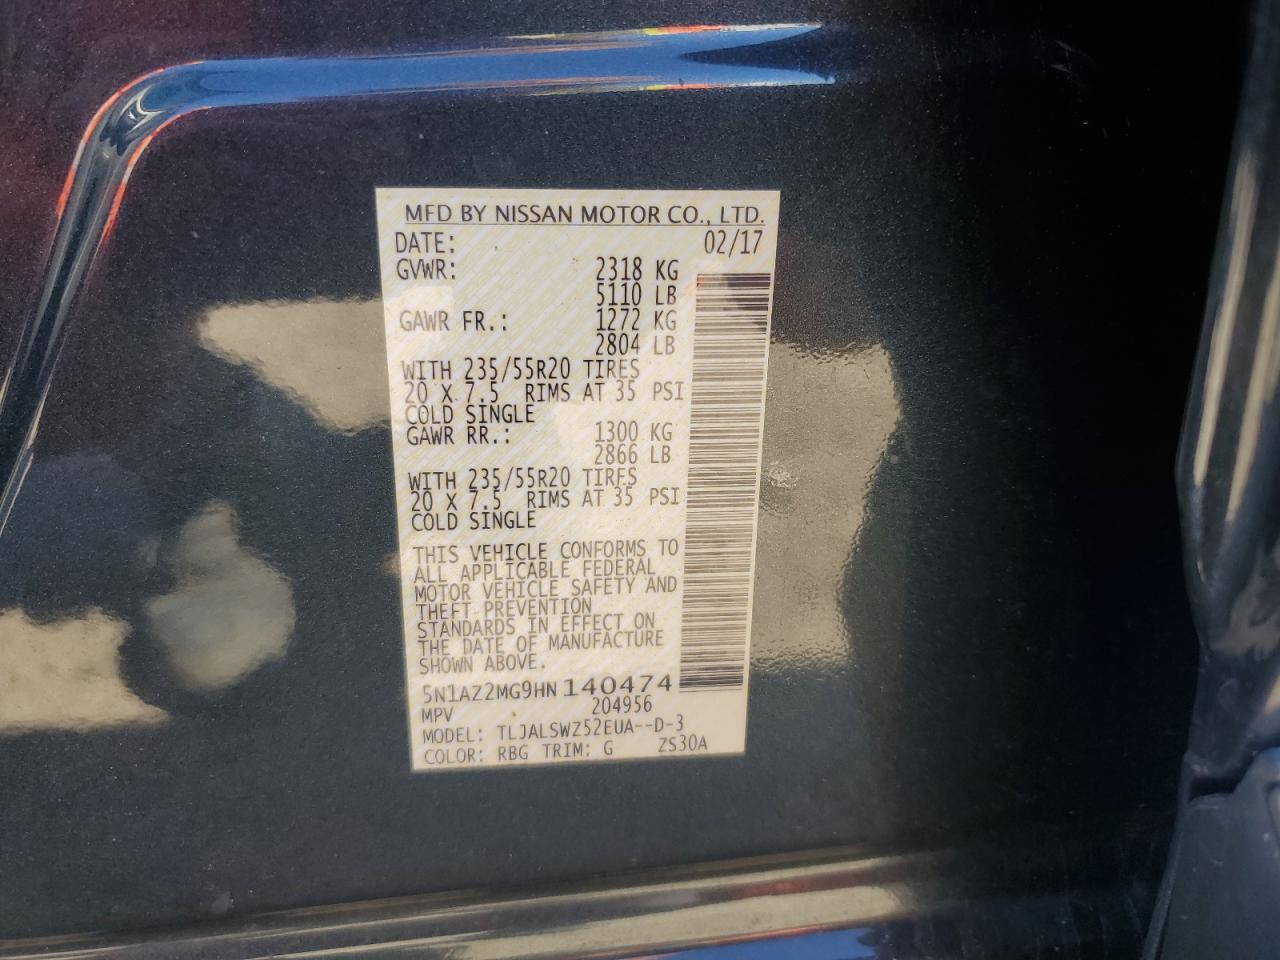 MFD BY NISSAN MOTOR CO., LTD.
DATE: 02/17
GVWR: 2318 KG
5110 LB
GAWR FR.: 1272 KG
2804 LB
WITH 235/55R20 TIRES
20 X 7.5 RIMS AT 35 PSI
COLD SINGLE
GAWR RR.: 1300 KG
2866 LB
WITH 235/55R20 TIRES
20 X 7.5 RIMS AT 35 PSI
COLD SINGLE
THIS VEHICLE CONFORMS TO
ALL APPLICABLE FEDERAL
MOTOR VEHICLE SAFETY AND
THEFT PREVENTION
STANDARDS IN EFFECT ON
THE DATE OF MANUFACTURE
SHOWN ABOVE.
5N1AZ2MG9HN140474
MPV 204956
MODEL: TLJALSWZ52EUA--D-3
COLOR: RBG TRIM: G ZS30A